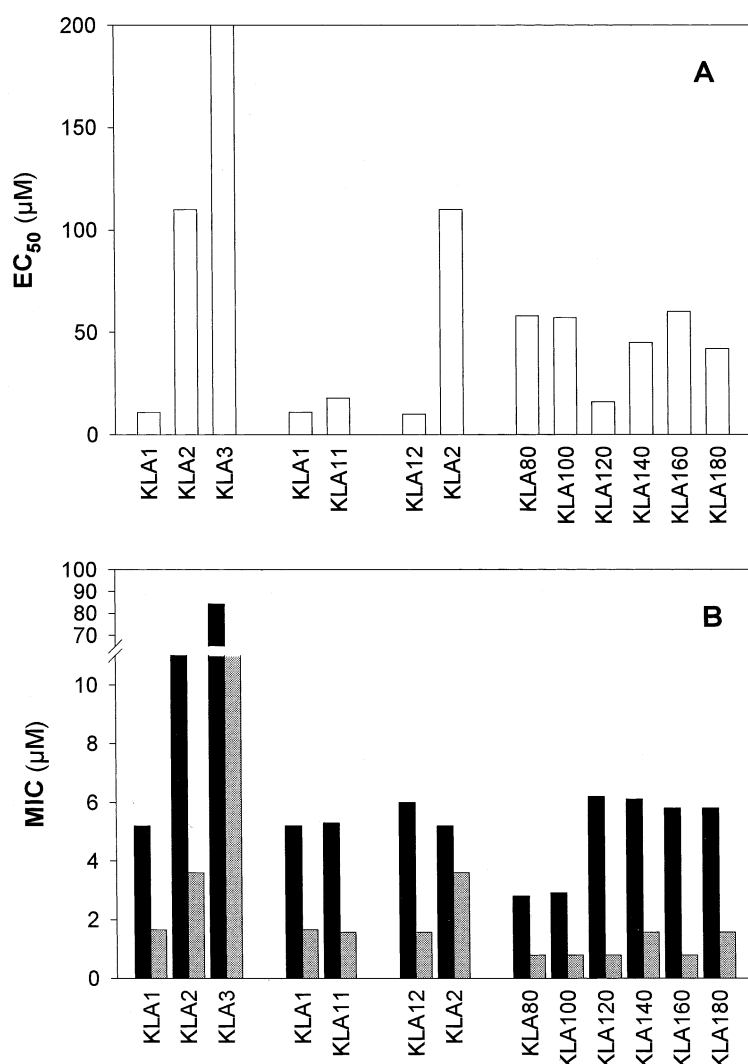 A
EC50 (µM)
200
150
100
50
0
KLA1
KLA2
KLA3
KLA1
KLA11
KLA12
KLA2
KLA80
KLA100
KLA120
KLA140
KLA160
KLA180
B
MIC (µM)
100
90
80
70
10
8
6
4
2
0
KLA1
KLA2
KLA3
KLA1
KLA11
KLA12
KLA2
KLA80
KLA100
KLA120
KLA140
KLA160
KLA180